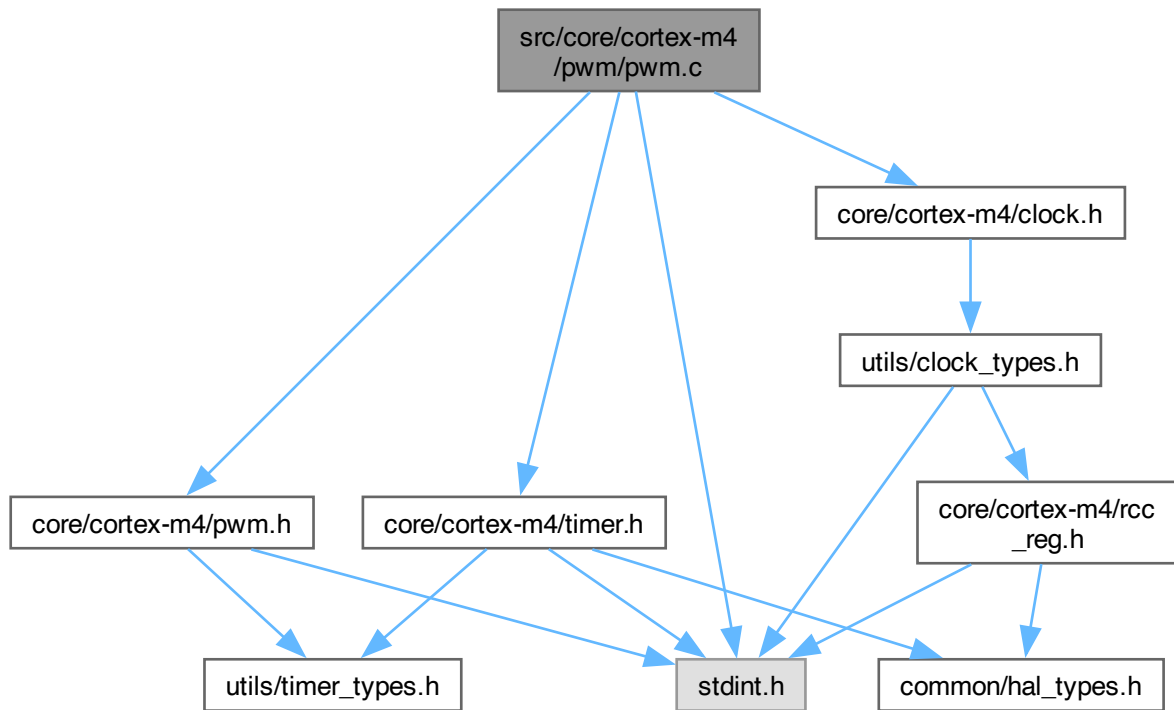 src/core/cortex-m4
/pwm/pwm.c
core/cortex-m4/clock.h
utils/clock_types.h
core/cortex-m4/pwm.h
core/cortex-m4/timer.h
core/cortex-m4/rcc
_reg.h
utils/timer_types.h
stdint.h
common/hal_types.h